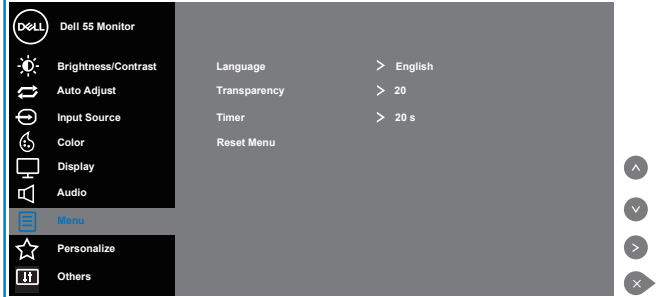 DELL Dell 55 Monitor
Brightness/Contrast
Auto Adjust
Input Source
Color
Display
Audio
Menu
Personalize
Others
Language > English
Transparency > 20
Timer > 20 s
Reset Menu